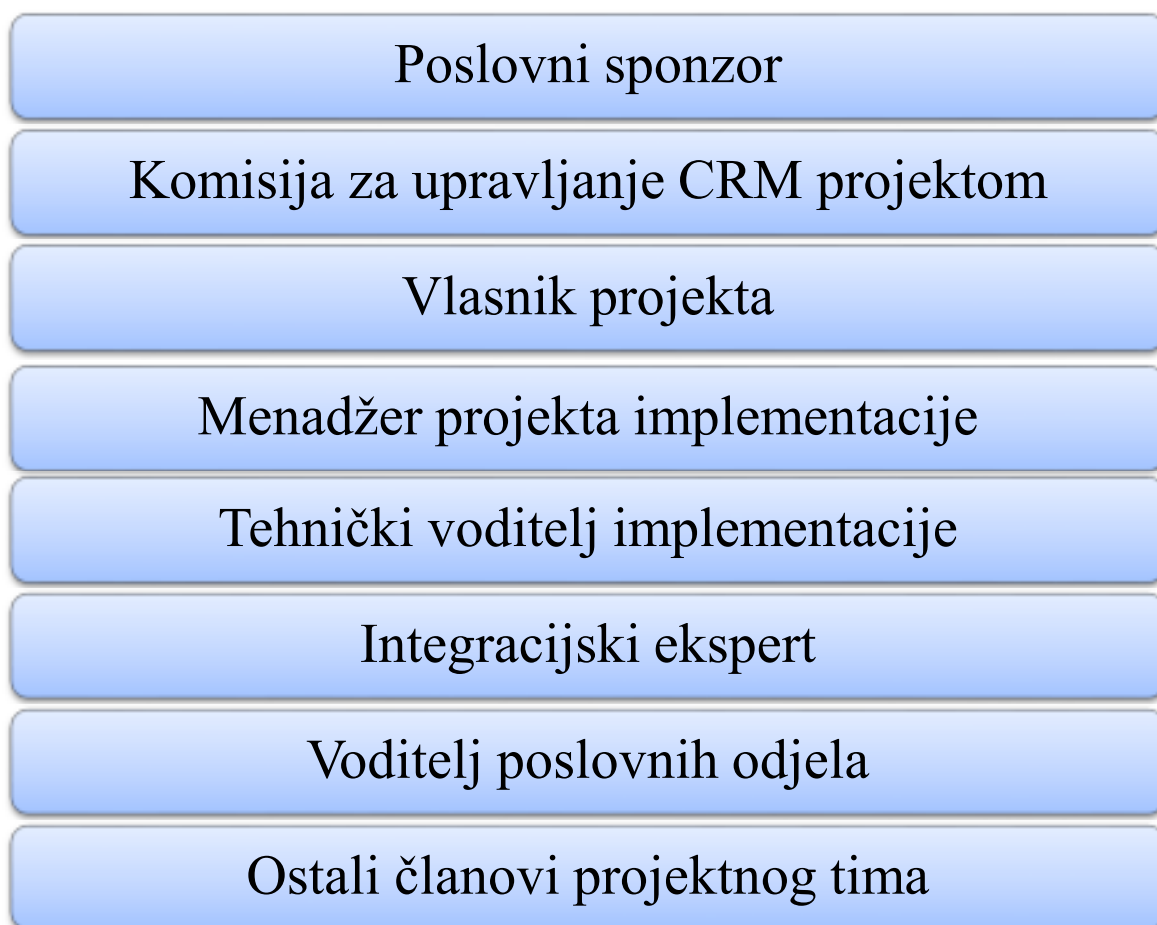 Poslovni sponzor
Komisija za upravljanje CRM projektom
Vlasnik projekta
Menadžer projekta implementacije
Tehnički voditelj implementacije
Integracijski ekspert
Voditelj poslovnih odjela
Ostali članovi projektnog tima